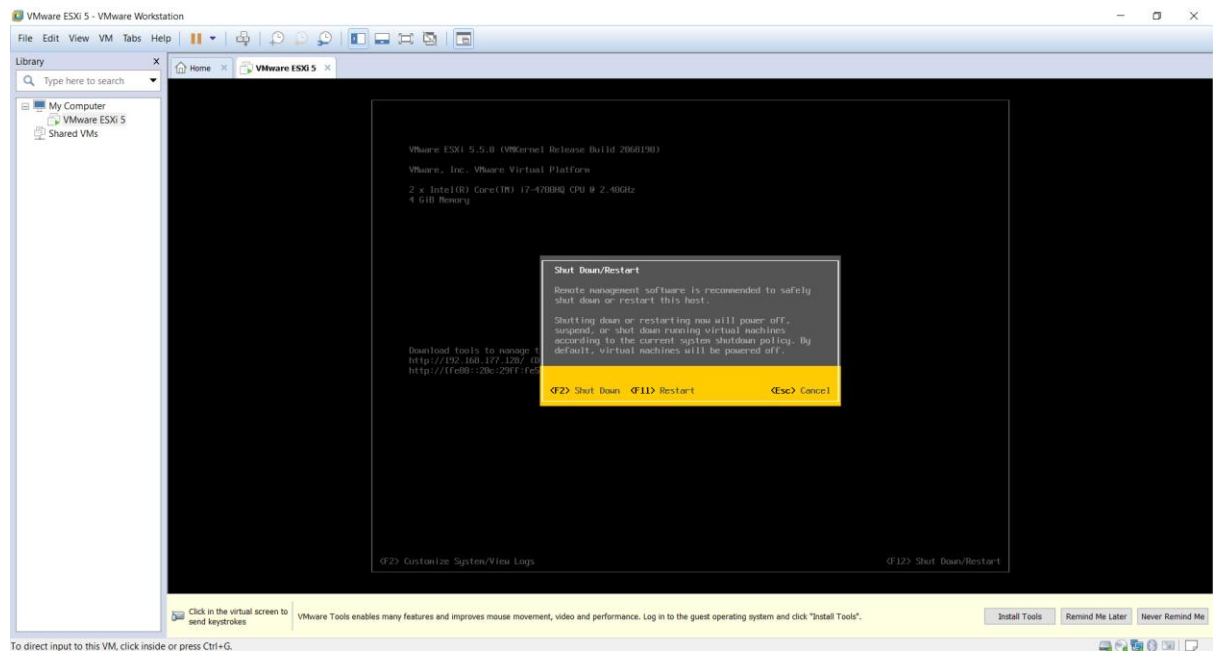 VMware ESXi 5 - VMware Workstation
File Edit View VM Tabs Help
Library X
Home × VMware ESXi 5 ×
Type here to search
My Computer
VMware ESXi 5
Shared VMs
VMware ESXi 5.5.0 (VMKernel Release Build 2068190)
VMware, Inc. VMware Virtual Platform
2 x Intel(R) Core(TM) i7-4700HQ CPU @ 2.40GHz
4 GiB Memory
Shut Down/Restart
Remote management software is recommended to safely
shut down or restart this host.
Shutting down or restarting now will power off,
suspend, or shut down running virtual machines
according to the current system shutdown policy. By
default, virtual machines will be powered off.
Download tools to manage t
http://192.168.177.128/ (D
http://[fe80::20c:29ff:fe5
<F2> Shut Down <F11> Restart <Esc> Cancel
<F2> Customize System/View Logs <F12> Shut Down/Restart
Click in the virtual screen to
send keystrokes
VMware Tools enables many features and improves mouse movement, video and performance. Log in to the guest operating system and click "Install Tools".
Install Tools Remind Me Later Never Remind Me
To direct input to this VM, click inside or press Ctrl+G.